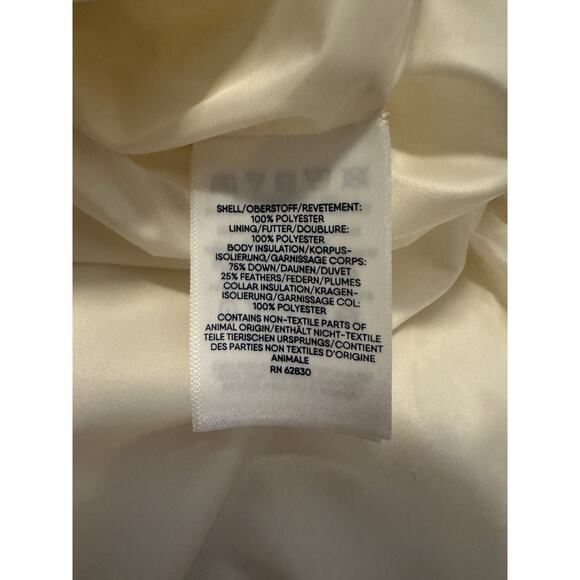 SHELL/OBERSTOFF/REVETEMENT:
100% POLYESTER
LINING/FUTTER/DOUBLURE:
100% POLYESTER
BODY INSULATION/KORPUS-
ISOLIERUNG/GARNISSAGE CORPS:
75% DOWN/DAUNEN/DUVET
25% FEATHERS/FEDERN/PLUMES
COLLAR INSULATION/KRAGEN-
ISOLIERUNG/GARNISSAGE COL:
100% POLYESTER
CONTAINS NON-TEXTILE PARTS OF
ANIMAL ORIGIN/ENTHÄLT NICHT-TEXTILE
TEILE TIERISCHEN URSPRUNGS/CONTIENT
DES PARTIES NON TEXTILES D'ORIGINE
ANIMALE
RN 62830